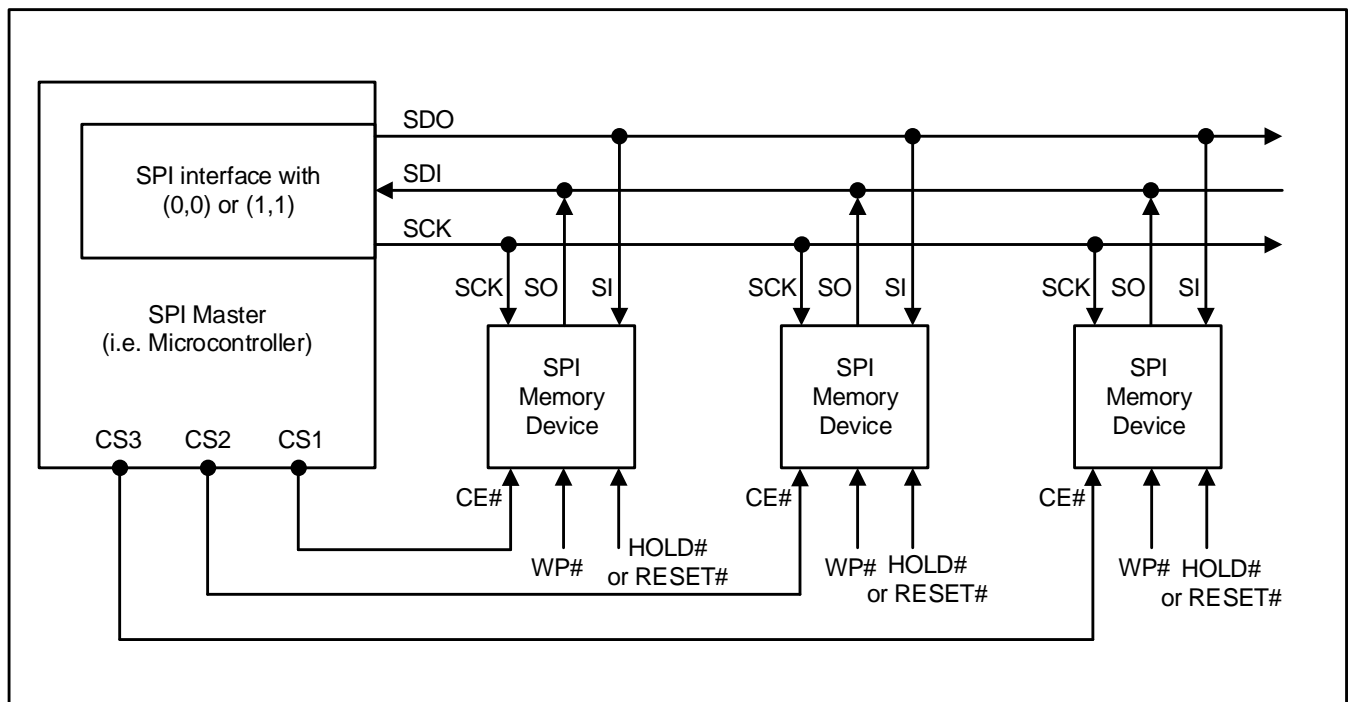 SDO
SPI interface with
(0,0) or (1,1)
SDI
SCK
SPI Master
(i.e. Microcontroller)
CS3 CS2 CS1
SCK SO SI
SPI
Memory
Device
CE#
WP#
HOLD#
or RESET#
SCK SO SI
SPI
Memory
Device
CE#
WP#
HOLD#
or RESET#
SCK SO SI
SPI
Memory
Device
CE#
WP#
HOLD#
or RESET#